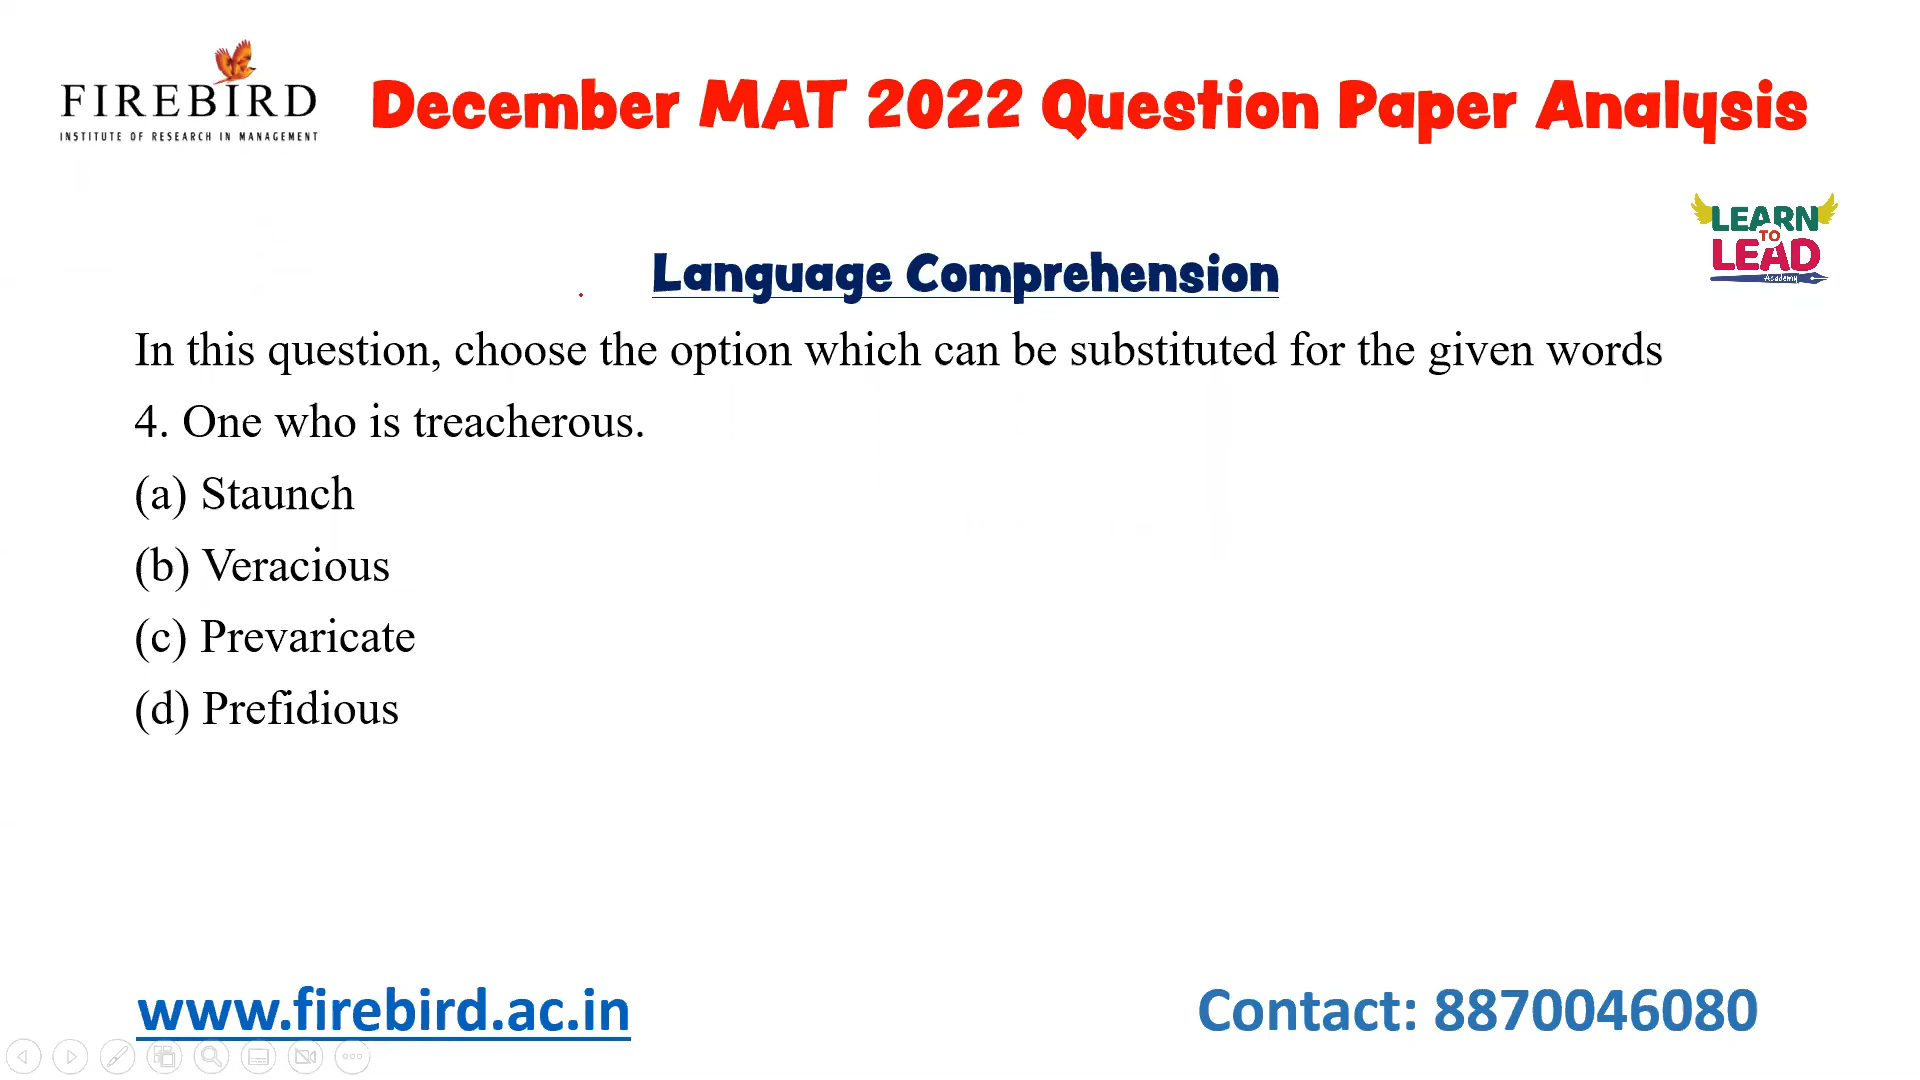 FIREBIRD
INSTITUTE OF RESEARCH IN MANAGEMENT
December MAT 2022 Question Paper Analysis
LEARN
TO
LEAD
Academy
Language Comprehension
In this question, choose the option which can be substituted for the given words
4. One who is treacherous.
(a) Staunch
(b) Veracious
(c) Prevaricate
(d) Prefidious
www.firebird.ac.in
Contact: 8870046080